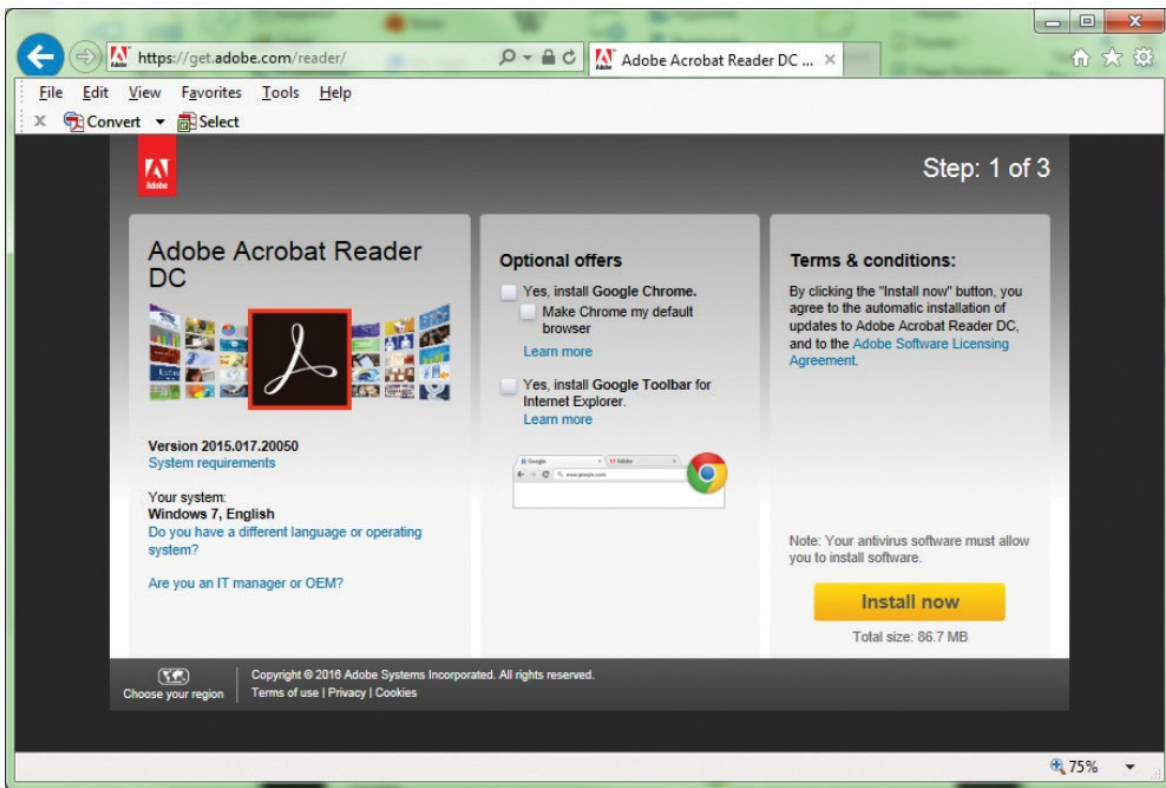 https://get.adobe.com/reader/
Adobe Acrobat Reader DC ...
File Edit View Favorites Tools Help
Convert Select
Adobe
Step: 1 of 3
Adobe Acrobat Reader
DC
Version 2015.017.20050
System requirements
Your system:
Windows 7, English
Do you have a different language or operating
system?
Are you an IT manager or OEM?
Optional offers
Yes, install Google Chrome.
Make Chrome my default
browser
Learn more
Yes, install Google Toolbar for
Internet Explorer.
Learn more
Google Adobe
www.google.com/
Terms & conditions:
By clicking the "Install now" button, you
agree to the automatic installation of
updates to Adobe Acrobat Reader DC,
and to the Adobe Software Licensing
Agreement.
Note: Your antivirus software must allow
you to install software.
Install now
Total size: 86.7 MB
Choose your region
Copyright © 2016 Adobe Systems Incorporated. All rights reserved.
Terms of use | Privacy | Cookies
75%